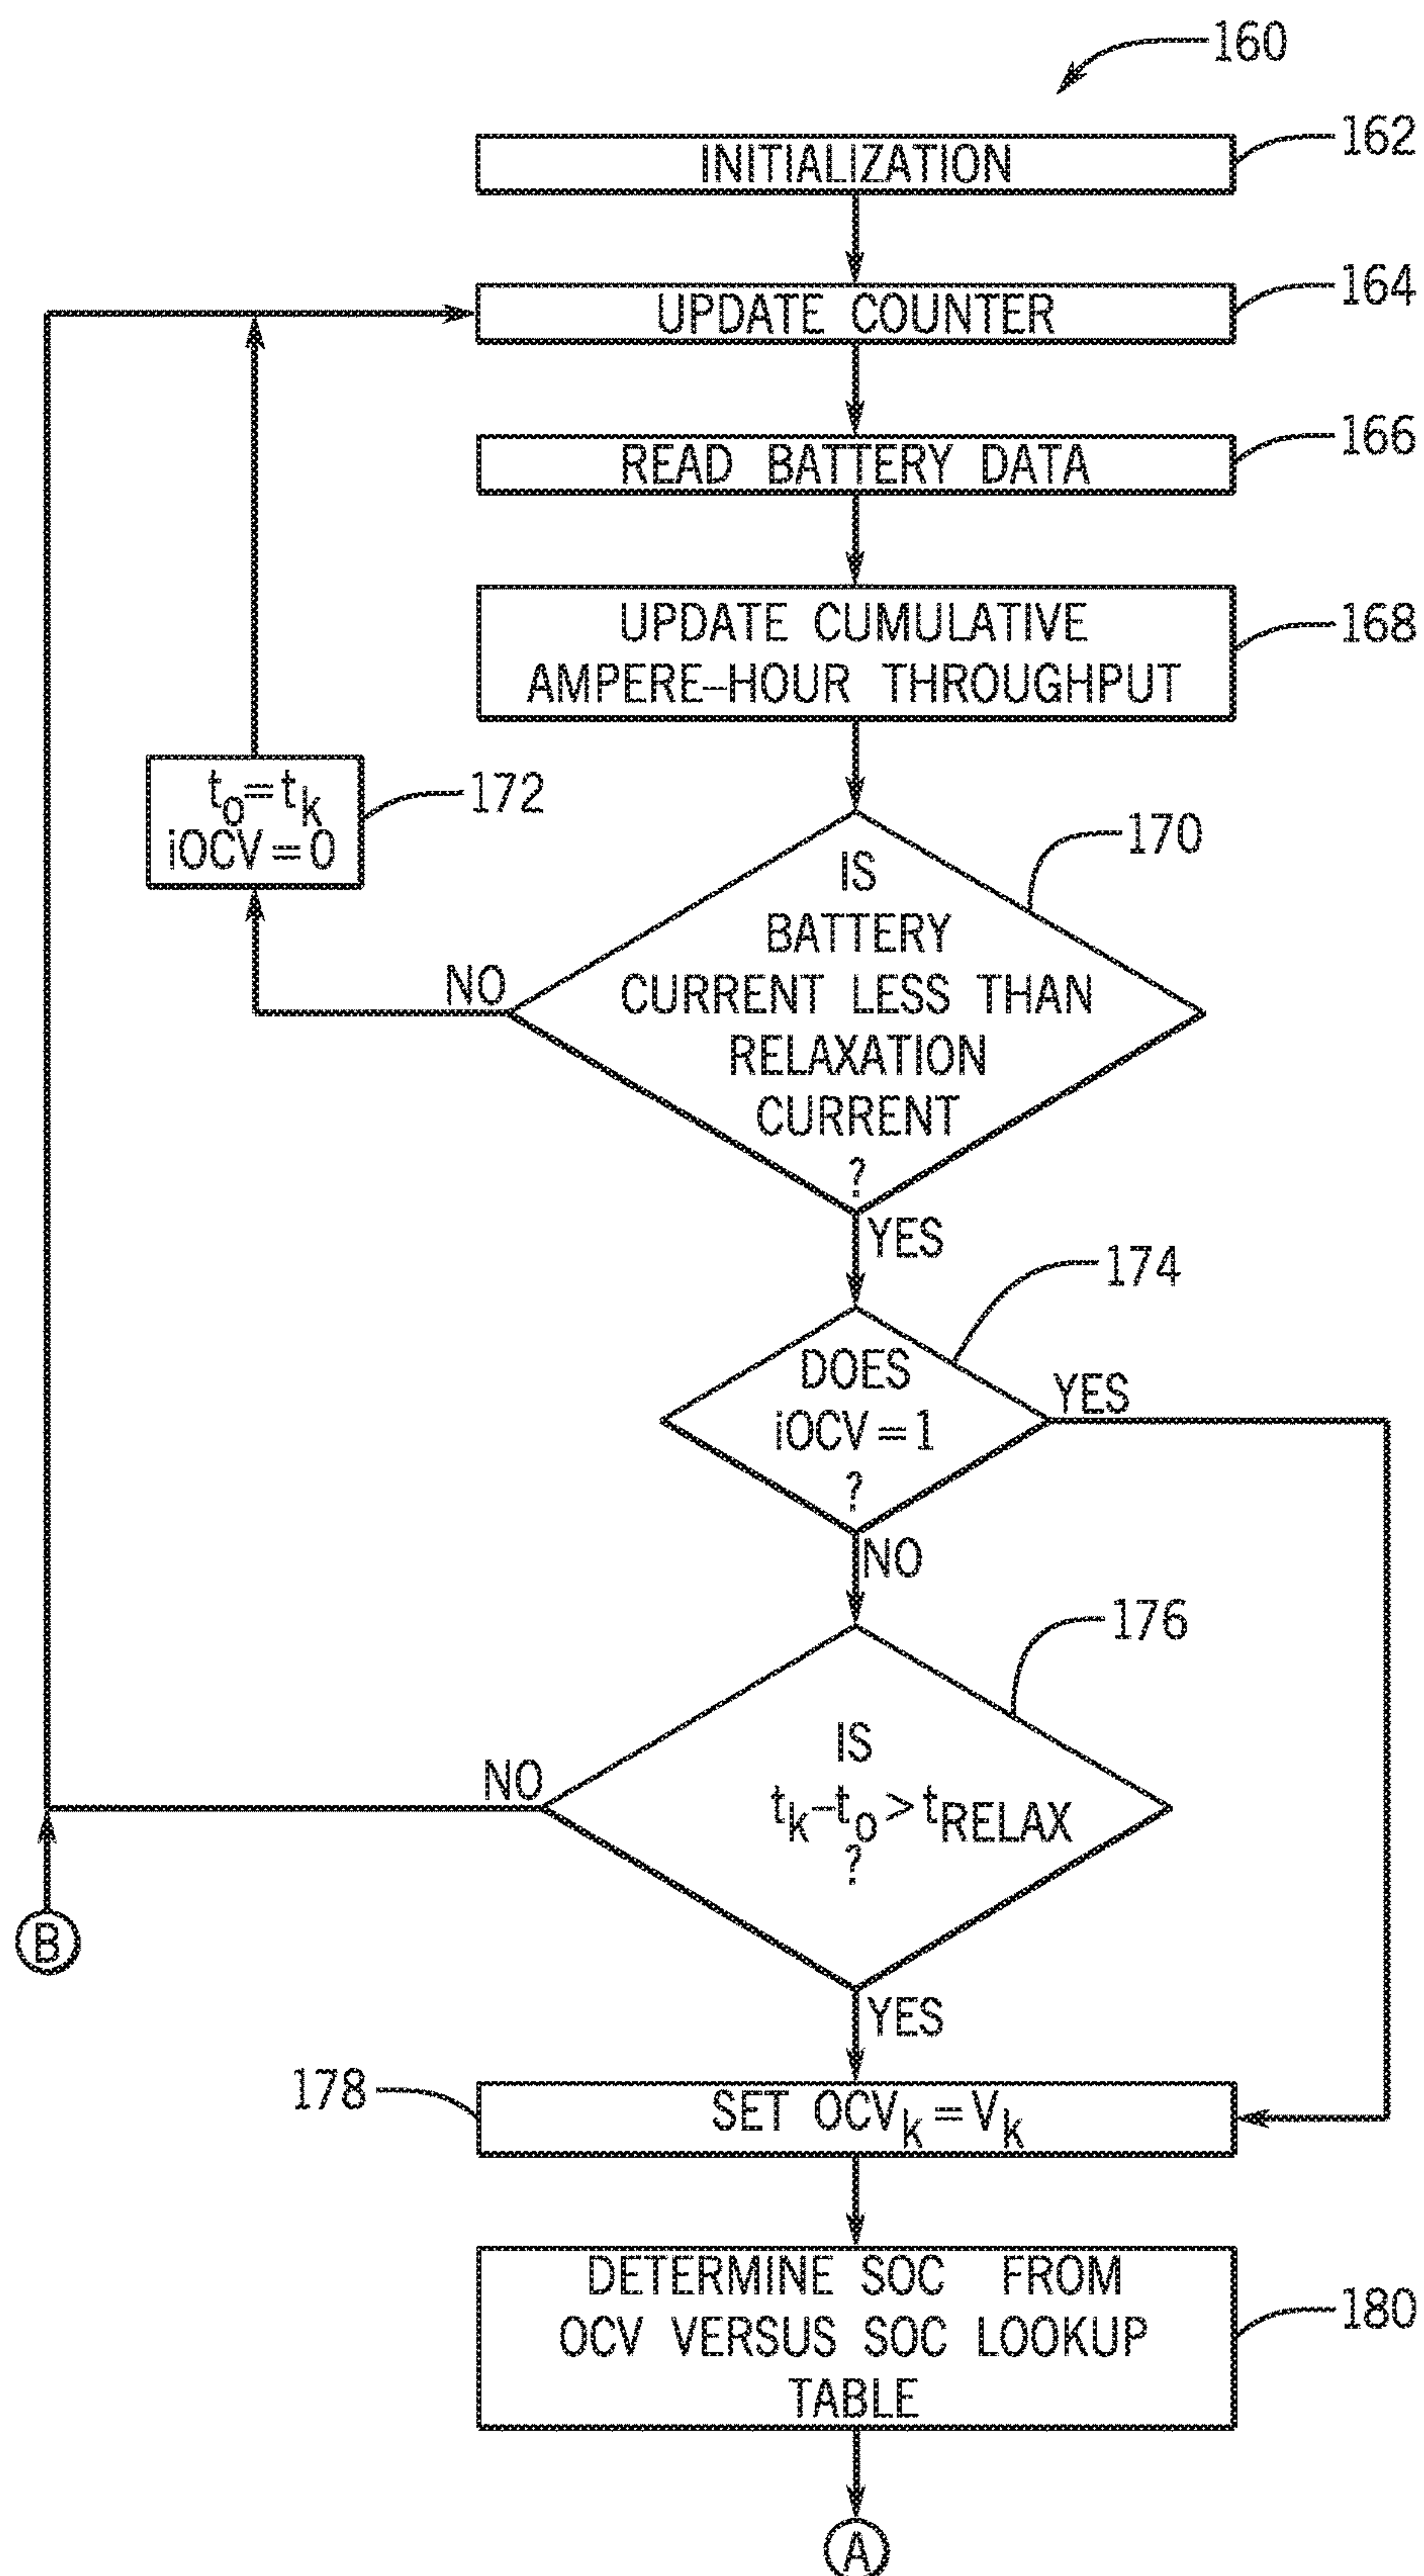 160
INITIALIZATION
162
UPDATE COUNTER
164
READ BATTERY DATA
166
UPDATE CUMULATIVE
AMPERE-HOUR THROUGHPUT
168
to=tk
iOCV=0
172
IS
BATTERY
CURRENT LESS THAN
RELAXATION
CURRENT
?
170
NO
YES
DOES
iOCV=1
?
174
YES
NO
IS
tk-to>tRELAX
?
176
NO
B
YES
178
SET OCVk=Vk
DETERMINE SOC FROM
OCV VERSUS SOC LOOKUP
TABLE
180
A